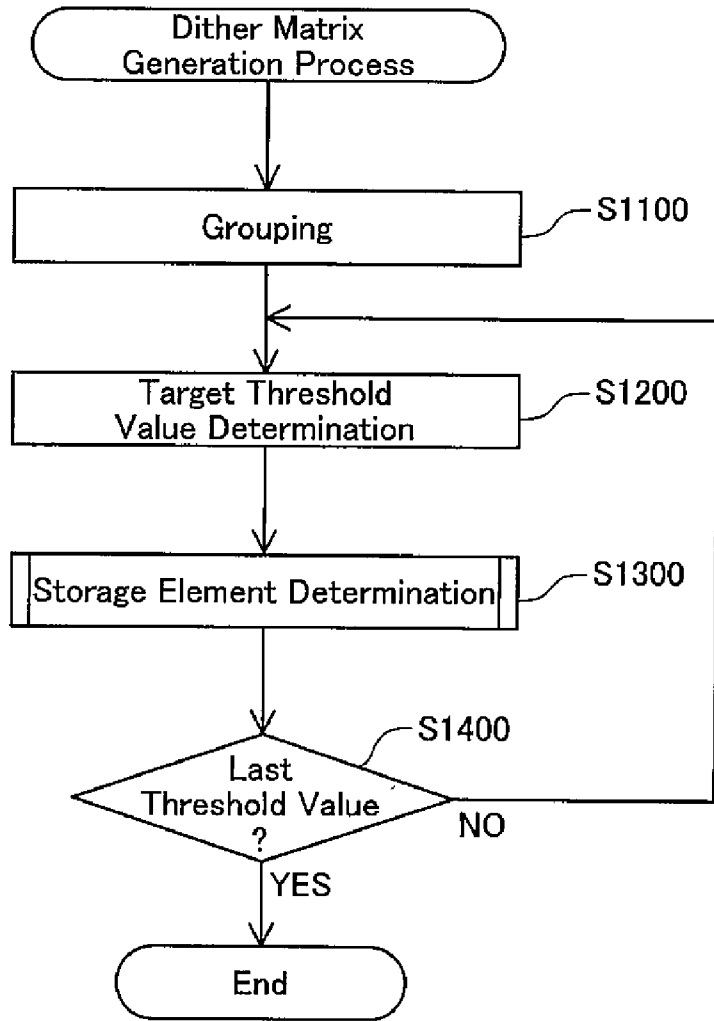 Dither Matrix
Generation Process
Grouping
S1100
Target Threshold
Value Determination
S1200
Storage Element Determination
S1300
S1400
Last
Threshold Value
?
NO
YES
End